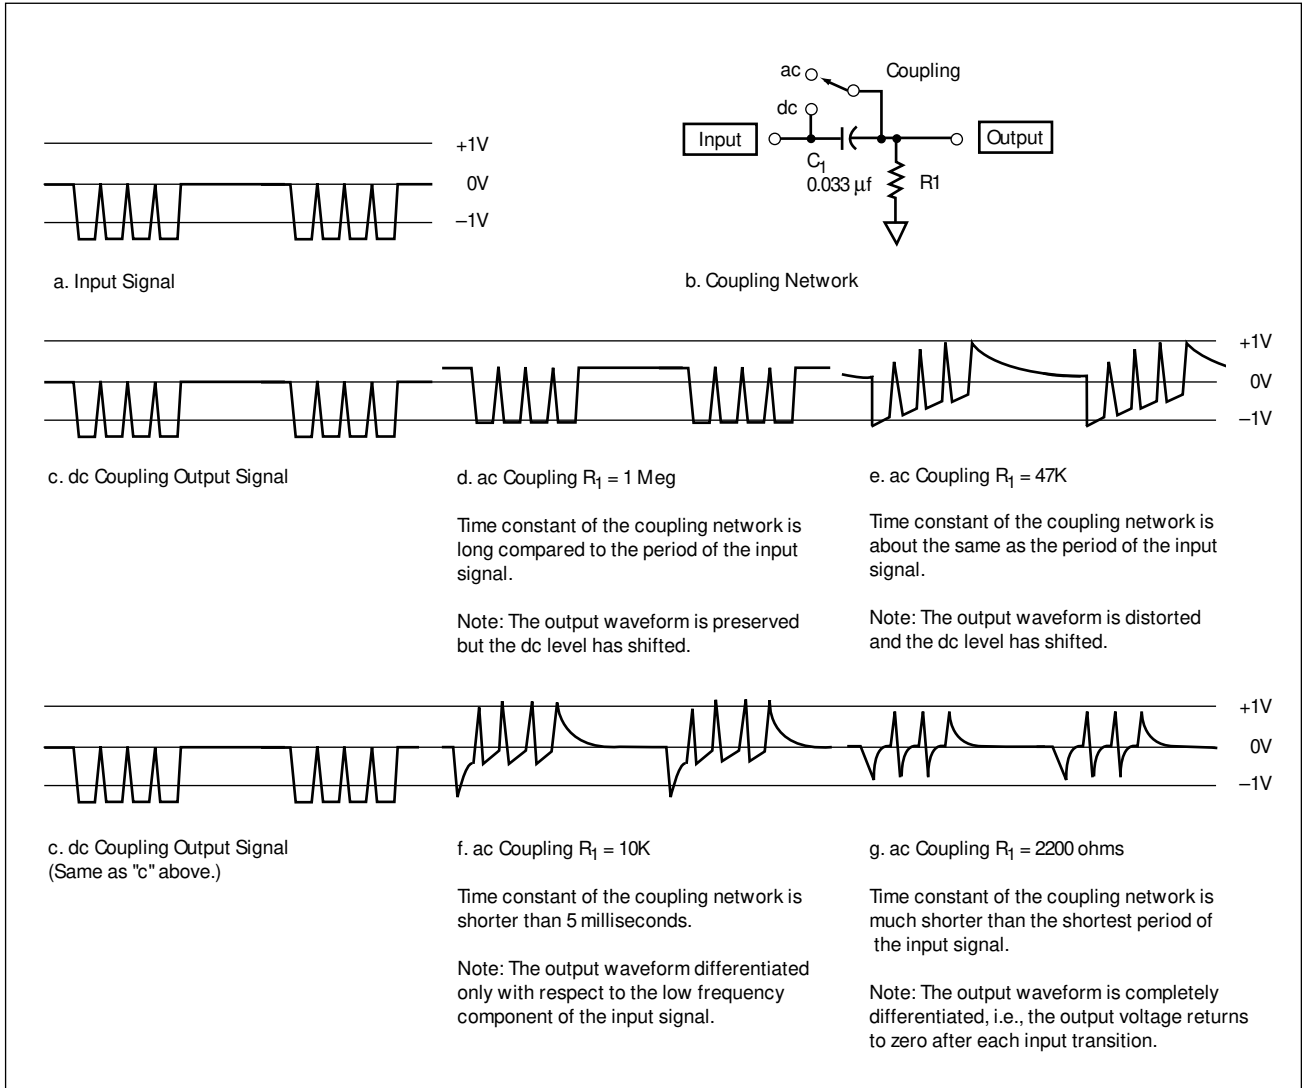 ac
Coupling
dc
Input
Output
C1
0.033 µf
R1
+1V
0V
–1V
a. Input Signal
b. Coupling Network
+1V
0V
–1V
c. dc Coupling Output Signal
d. ac Coupling R1 = 1 Meg
Time constant of the coupling network is
long compared to the period of the input
signal.
Note: The output waveform is preserved
but the dc level has shifted.
e. ac Coupling R1 = 47K
Time constant of the coupling network is
about the same as the period of the input
signal.
Note: The output waveform is distorted
and the dc level has shifted.
+1V
0V
–1V
c. dc Coupling Output Signal
(Same as "c" above.)
f. ac Coupling R1 = 10K
Time constant of the coupling network is
shorter than 5 milliseconds.
Note: The output waveform differentiated
only with respect to the low frequency
component of the input signal.
g. ac Coupling R1 = 2200 ohms
Time constant of the coupling network is
much shorter than the shortest period of
the input signal.
Note: The output waveform is completely
differentiated, i.e., the output voltage returns
to zero after each input transition.